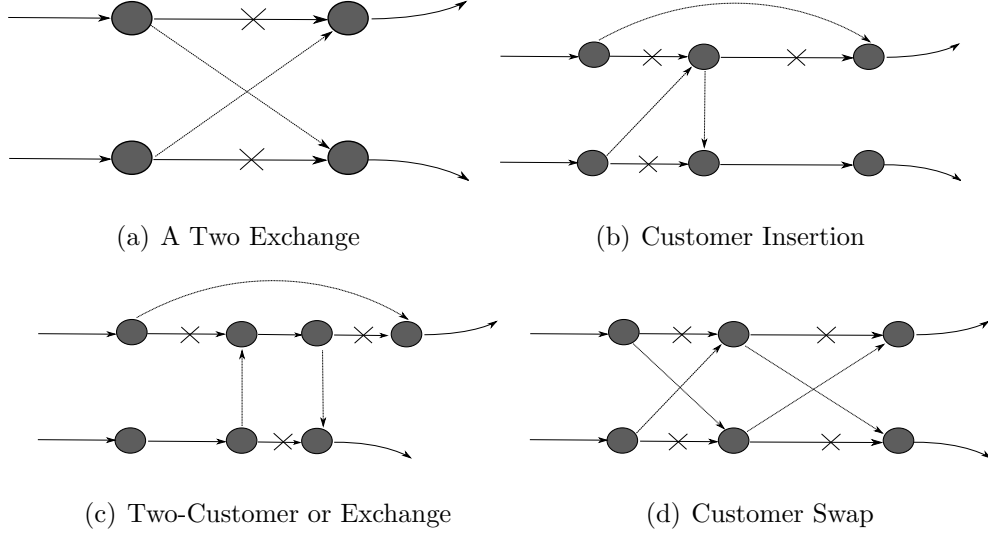 (a) A Two Exchange
(b) Customer Insertion
(c) Two-Customer or Exchange
(d) Customer Swap